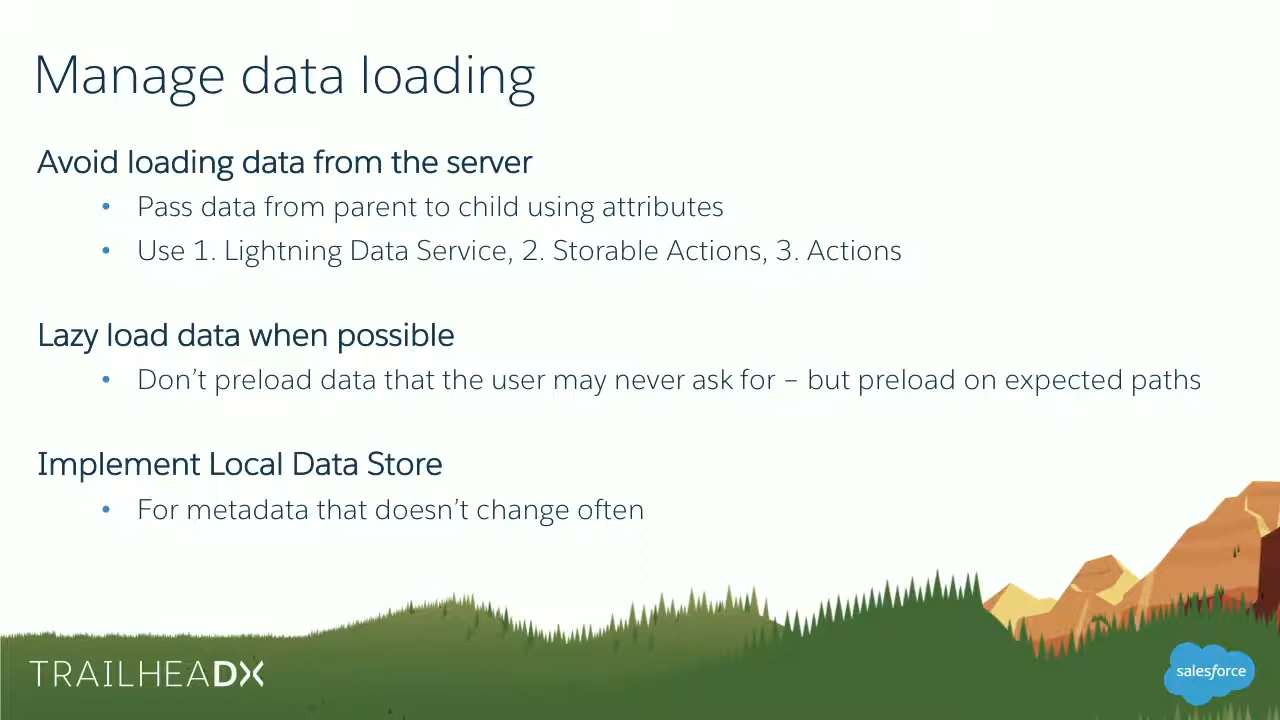 Manage data loading
Avoid loading data from the server
• Pass data from parent to child using attributes
• Use 1. Lightning Data Service, 2. Storable Actions, 3. Actions
Lazy load data when possible
• Don’t preload data that the user may never ask for – but preload on expected paths
Implement Local Data Store
• For metadata that doesn’t change often
TRAILHEADX
salesforce